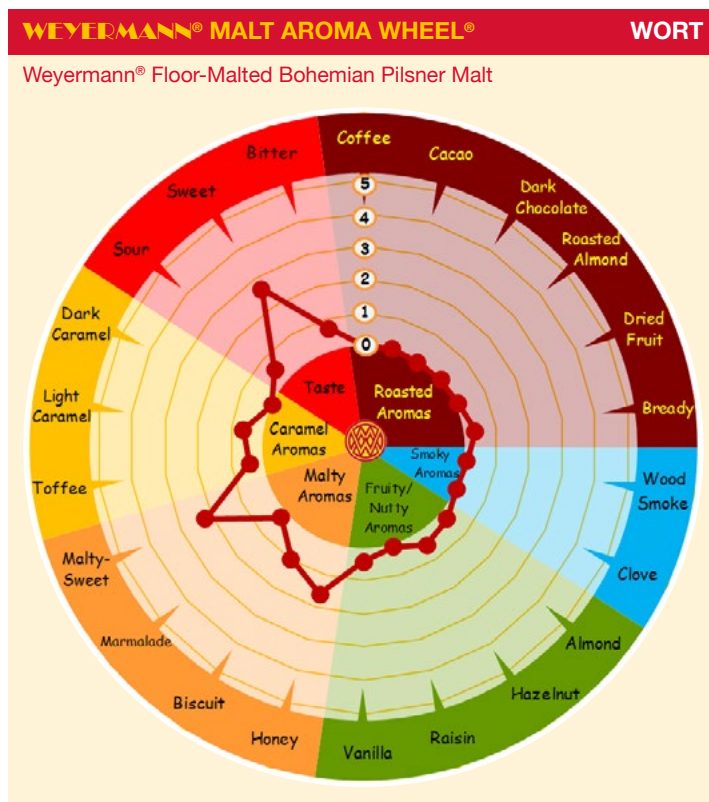 WEYERMANN® MALT AROMA WHEEL®
WORT
Weyermann® Floor-Malted Bohemian Pilsner Malt
Coffee
Cacao
Dark
Chocolate
Roasted
Almond
Dried
Fruit
Bready
Wood
Smoke
Clove
Almond
Hazelnut
Raisin
Vanilla
Honey
Biscuit
Marmalade
Malty-
Sweet
Toffee
Light
Caramel
Dark
Caramel
Sour
Sweet
Bitter
5
4
3
2
1
0
Taste
Roasted
Aromas
Caramel
Aromas
Smoky
Aromas
Malty
Aromas
Fruity/
Nutty
Aromas